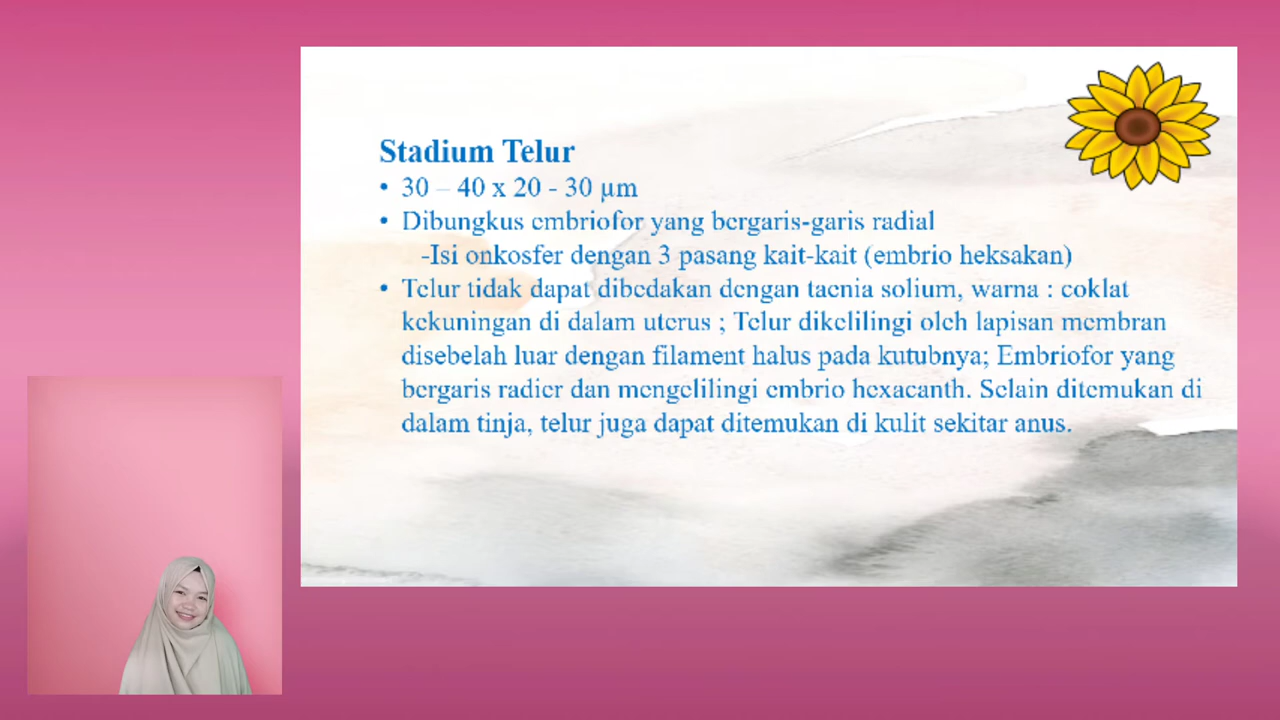 Stadium Telur
• 30 – 40 x 20 - 30 µm
• Dibungkus embriofor yang bergaris-garis radial
-Isi onkosfer dengan 3 pasang kait-kait (embrio heksakan)
• Telur tidak dapat dibedakan dengan taenia solium, warna : coklat
kekuningan di dalam uterus ; Telur dikelilingi oleh lapisan membran
disebelah luar dengan filament halus pada kutubnya; Embriofor yang
bergaris radier dan mengelilingi embrio hexacanth. Selain ditemukan di
dalam tinja, telur juga dapat ditemukan di kulit sekitar anus.